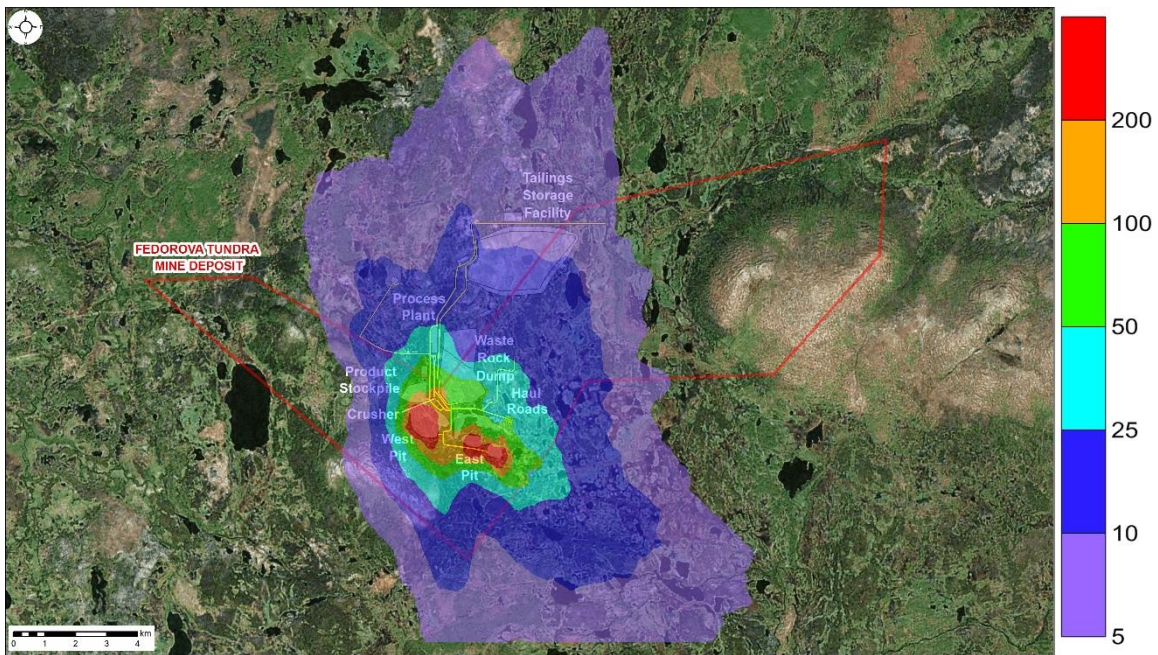 Tailings
Storage
Facility
FEDOROVA TUNDRA
MINE DEPOSIT
Process
Plant
Waste
Rock
Dump
Product
Stockpile
Haul
Roads
Crusher
West
Pit
East
Pit
km
0 1 2 3 4
200
100
50
25
10
5